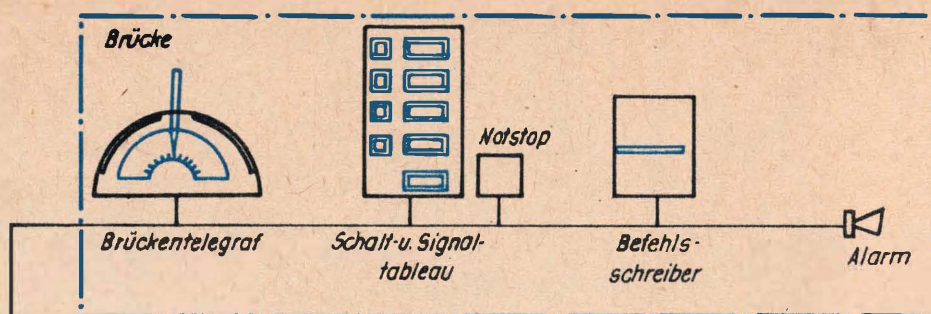 Brücke
Notstop
Brückentelegraf
Schalt-u. Signal-
tableau
Befehls-
schreiber
Alarm